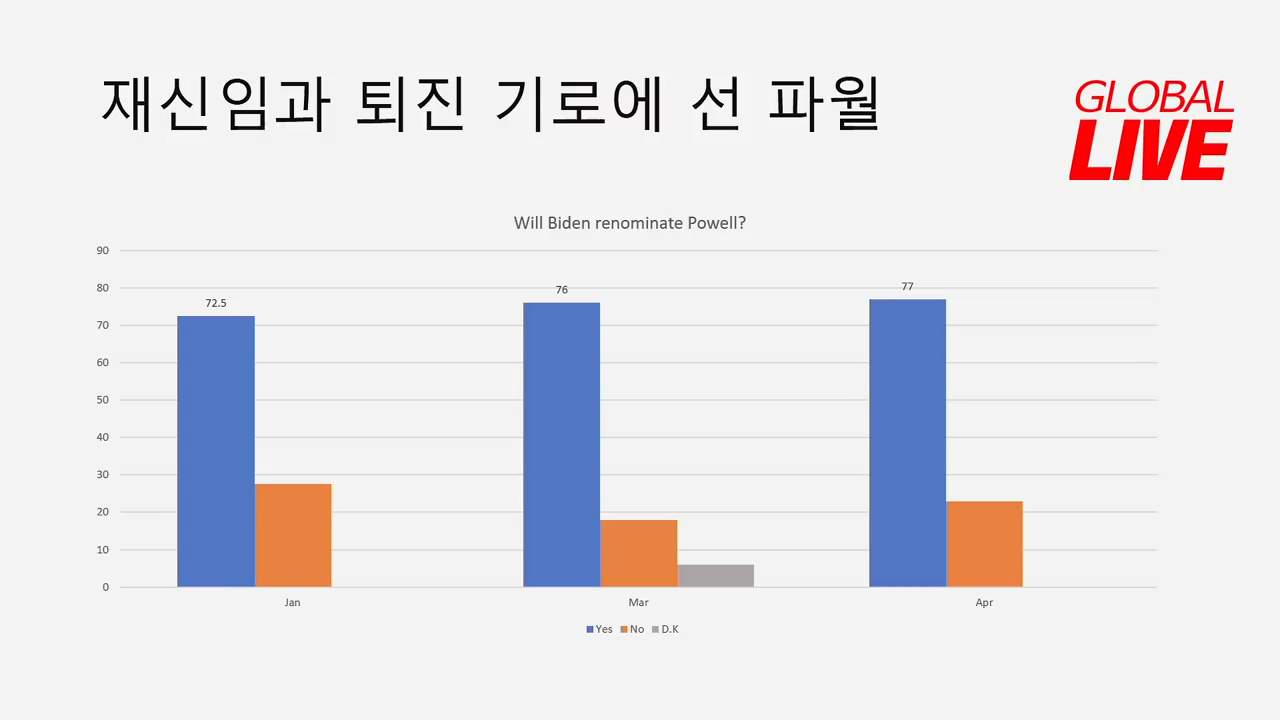 재신임과 퇴진 기로에 선 파월
GLOBAL
LIVE
Will Biden renominate Powell?
90
80
70
60
50
40
30
20
10
0
72.5
76
77
Jan
Mar
Apr
Yes No D.K